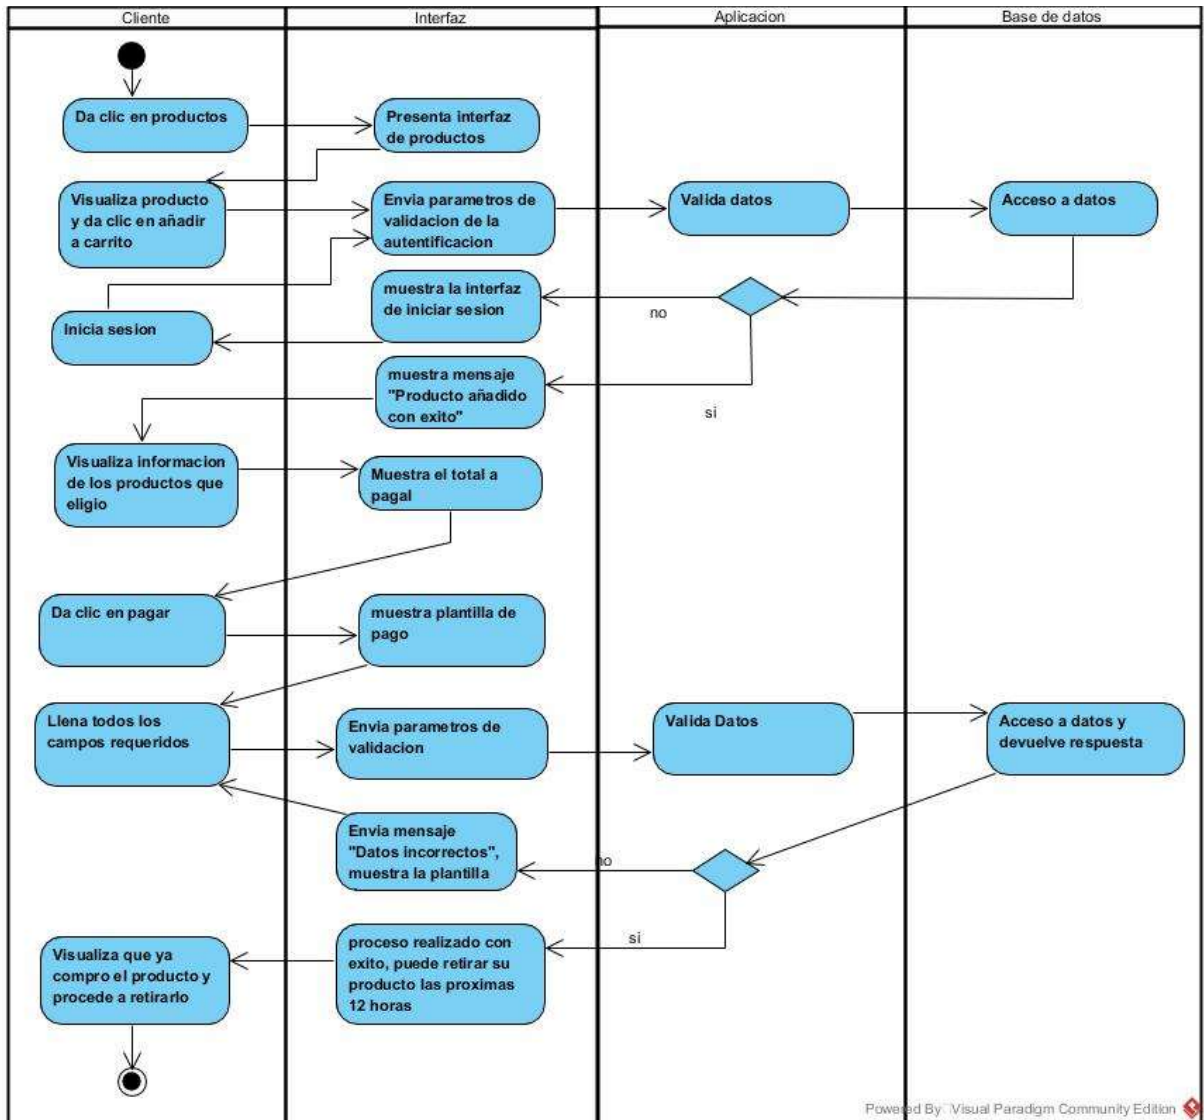 Cliente
Interfaz
Aplicacion
Base de datos
Da clic en productos
Presenta interfaz
de productos
Visualiza producto
y da clic en añadir
a carrito
Envia parametros de
validacion de la
autentificacion
Valida datos
Acceso a datos
muestra la interfaz
de iniciar sesion
no
Inicia sesion
muestra mensaje
"Producto añadido
con exito"
si
Visualiza informacion
de los productos que
eligio
Muestra el total a
pagal
Da clic en pagar
muestra plantilla de
pago
Llena todos los
campos requeridos
Envia parametros de
validacion
Valida Datos
Acceso a datos y
devuelve respuesta
Envia mensaje
"Datos incorrectos",
muestra la plantilla
no
si
proceso realizado con
exito, puede retirar su
producto las proximas
12 horas
Visualiza que ya
compro el producto y
procede a retirarlo
Powered By Visual Paradigm Community Edition